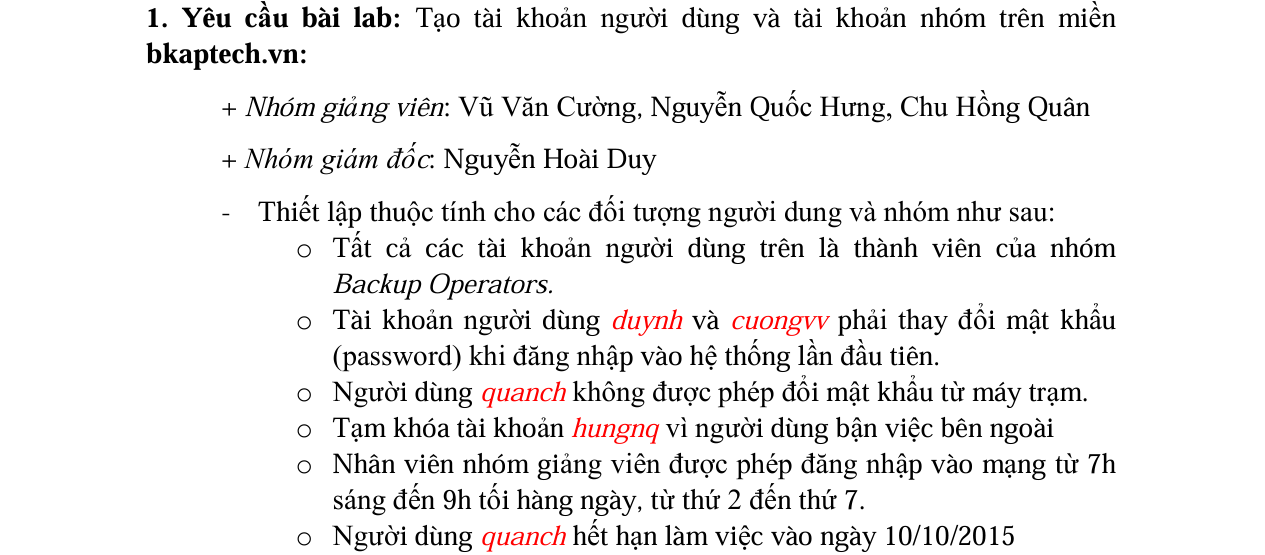 1. Yêu cầu bài lab: Tạo tài khoản người dùng và tài khoản nhóm trên miền
bkaptech.vn:
+ Nhóm giảng viên: Vũ Văn Cường, Nguyễn Quốc Hưng, Chu Hồng Quân
+ Nhóm giám đốc: Nguyễn Hoài Duy
- Thiết lập thuộc tính cho các đối tượng người dung và nhóm như sau:
o Tất cả các tài khoản người dùng trên là thành viên của nhóm
Backup Operators.
o Tài khoản người dùng duynh và cuongvv phải thay đổi mật khẩu
(password) khi đăng nhập vào hệ thống lần đầu tiên.
o Người dùng quanch không được phép đổi mật khẩu từ máy trạm.
o Tạm khóa tài khoản hungnq vì người dùng bận việc bên ngoài
o Nhân viên nhóm giảng viên được phép đăng nhập vào mạng từ 7h
sáng đến 9h tối hàng ngày, từ thứ 2 đến thứ 7.
o Người dùng quanch hết hạn làm việc vào ngày 10/10/2015